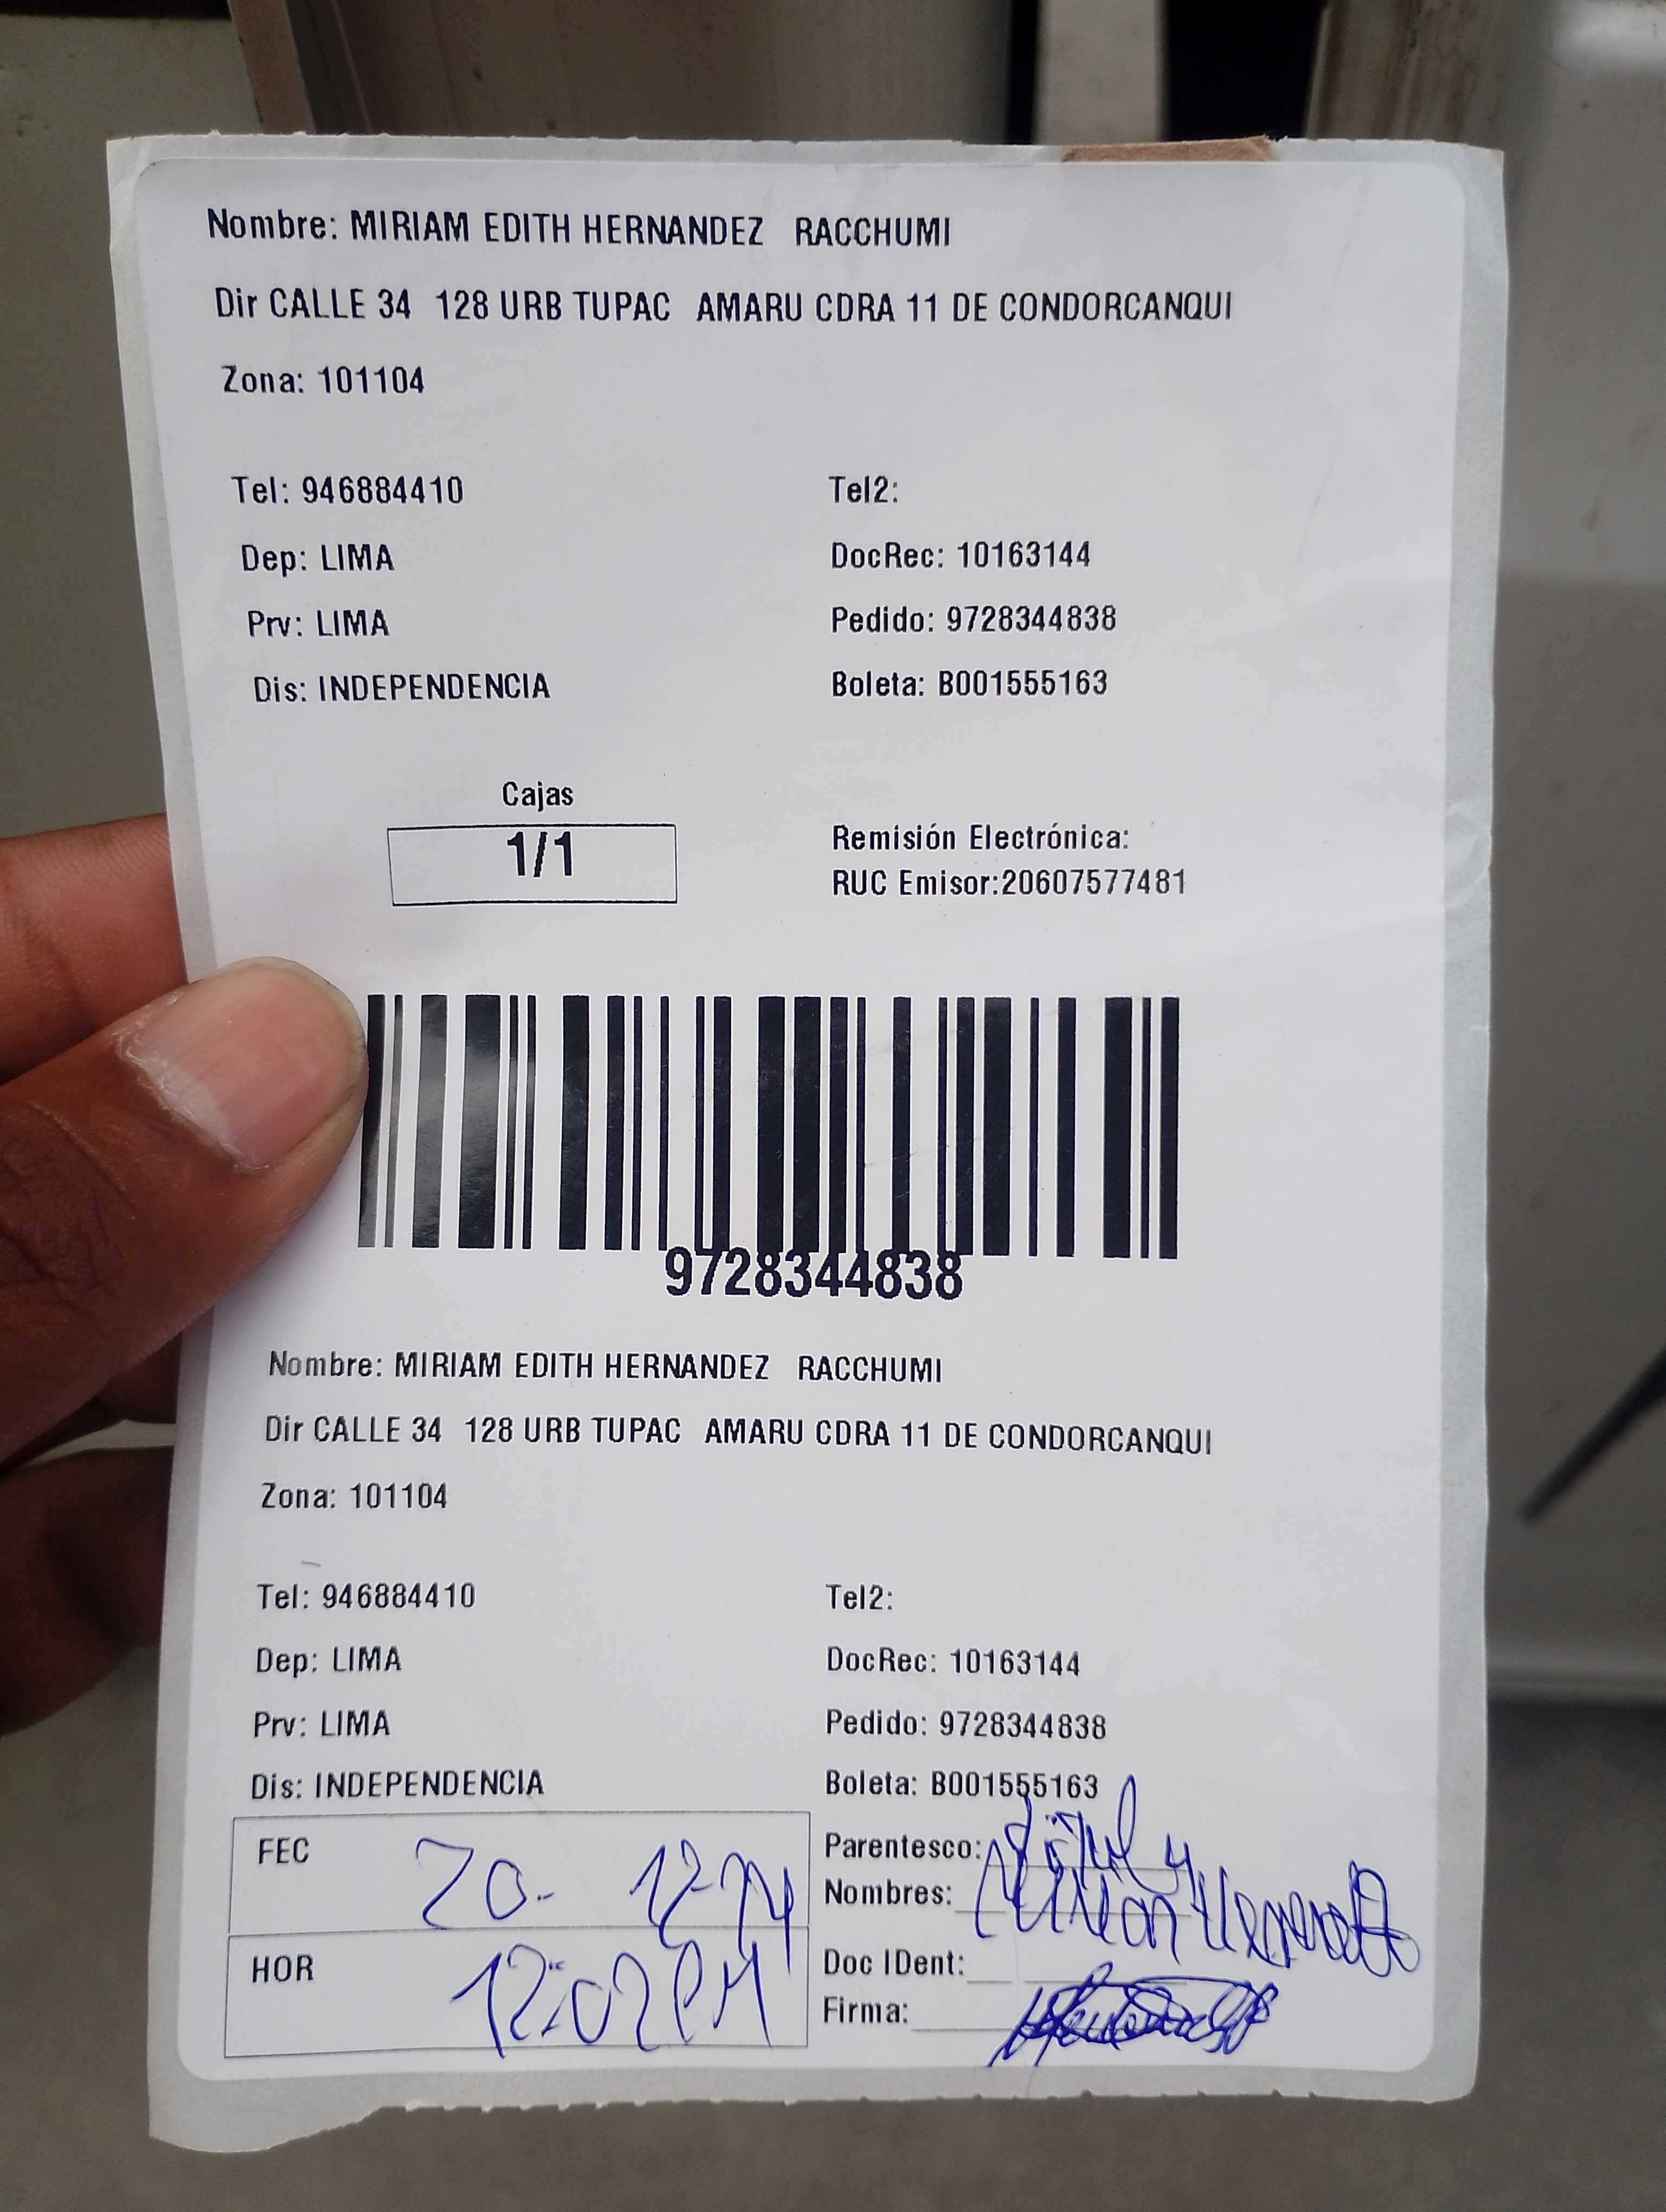 Nombre: MIRIAM EDITH HERNANDEZ RACCHUMI
Dir CALLE 34 128 URB TUPAC AMARU CDRA 11 DE CONDORCANQUI
Zona: 101104
Tel: 946884410 Tel2:
Dep: LIMA DocRec: 10163144
Prv: LIMA Pedido: 9728344838
Dis: INDEPENDENCIA Boleta: B001555163
Cajas
1/1
Remisión Electrónica:
RUC Emisor:20607577481
9728344838
Nombre: MIRIAM EDITH HERNANDEZ RACCHUMI
Dir CALLE 34 128 URB TUPAC AMARU CDRA 11 DE CONDORCANQUI
Zona: 101104
Tel: 946884410 Tel2:
Dep: LIMA DocRec: 10163144
Prv: LIMA Pedido: 9728344838
Dis: INDEPENDENCIA Boleta: B001555163
FEC 20- 12-24 Parentesco:
Nombres:
HOR 12:02 PM Doc IDent:
Firma: